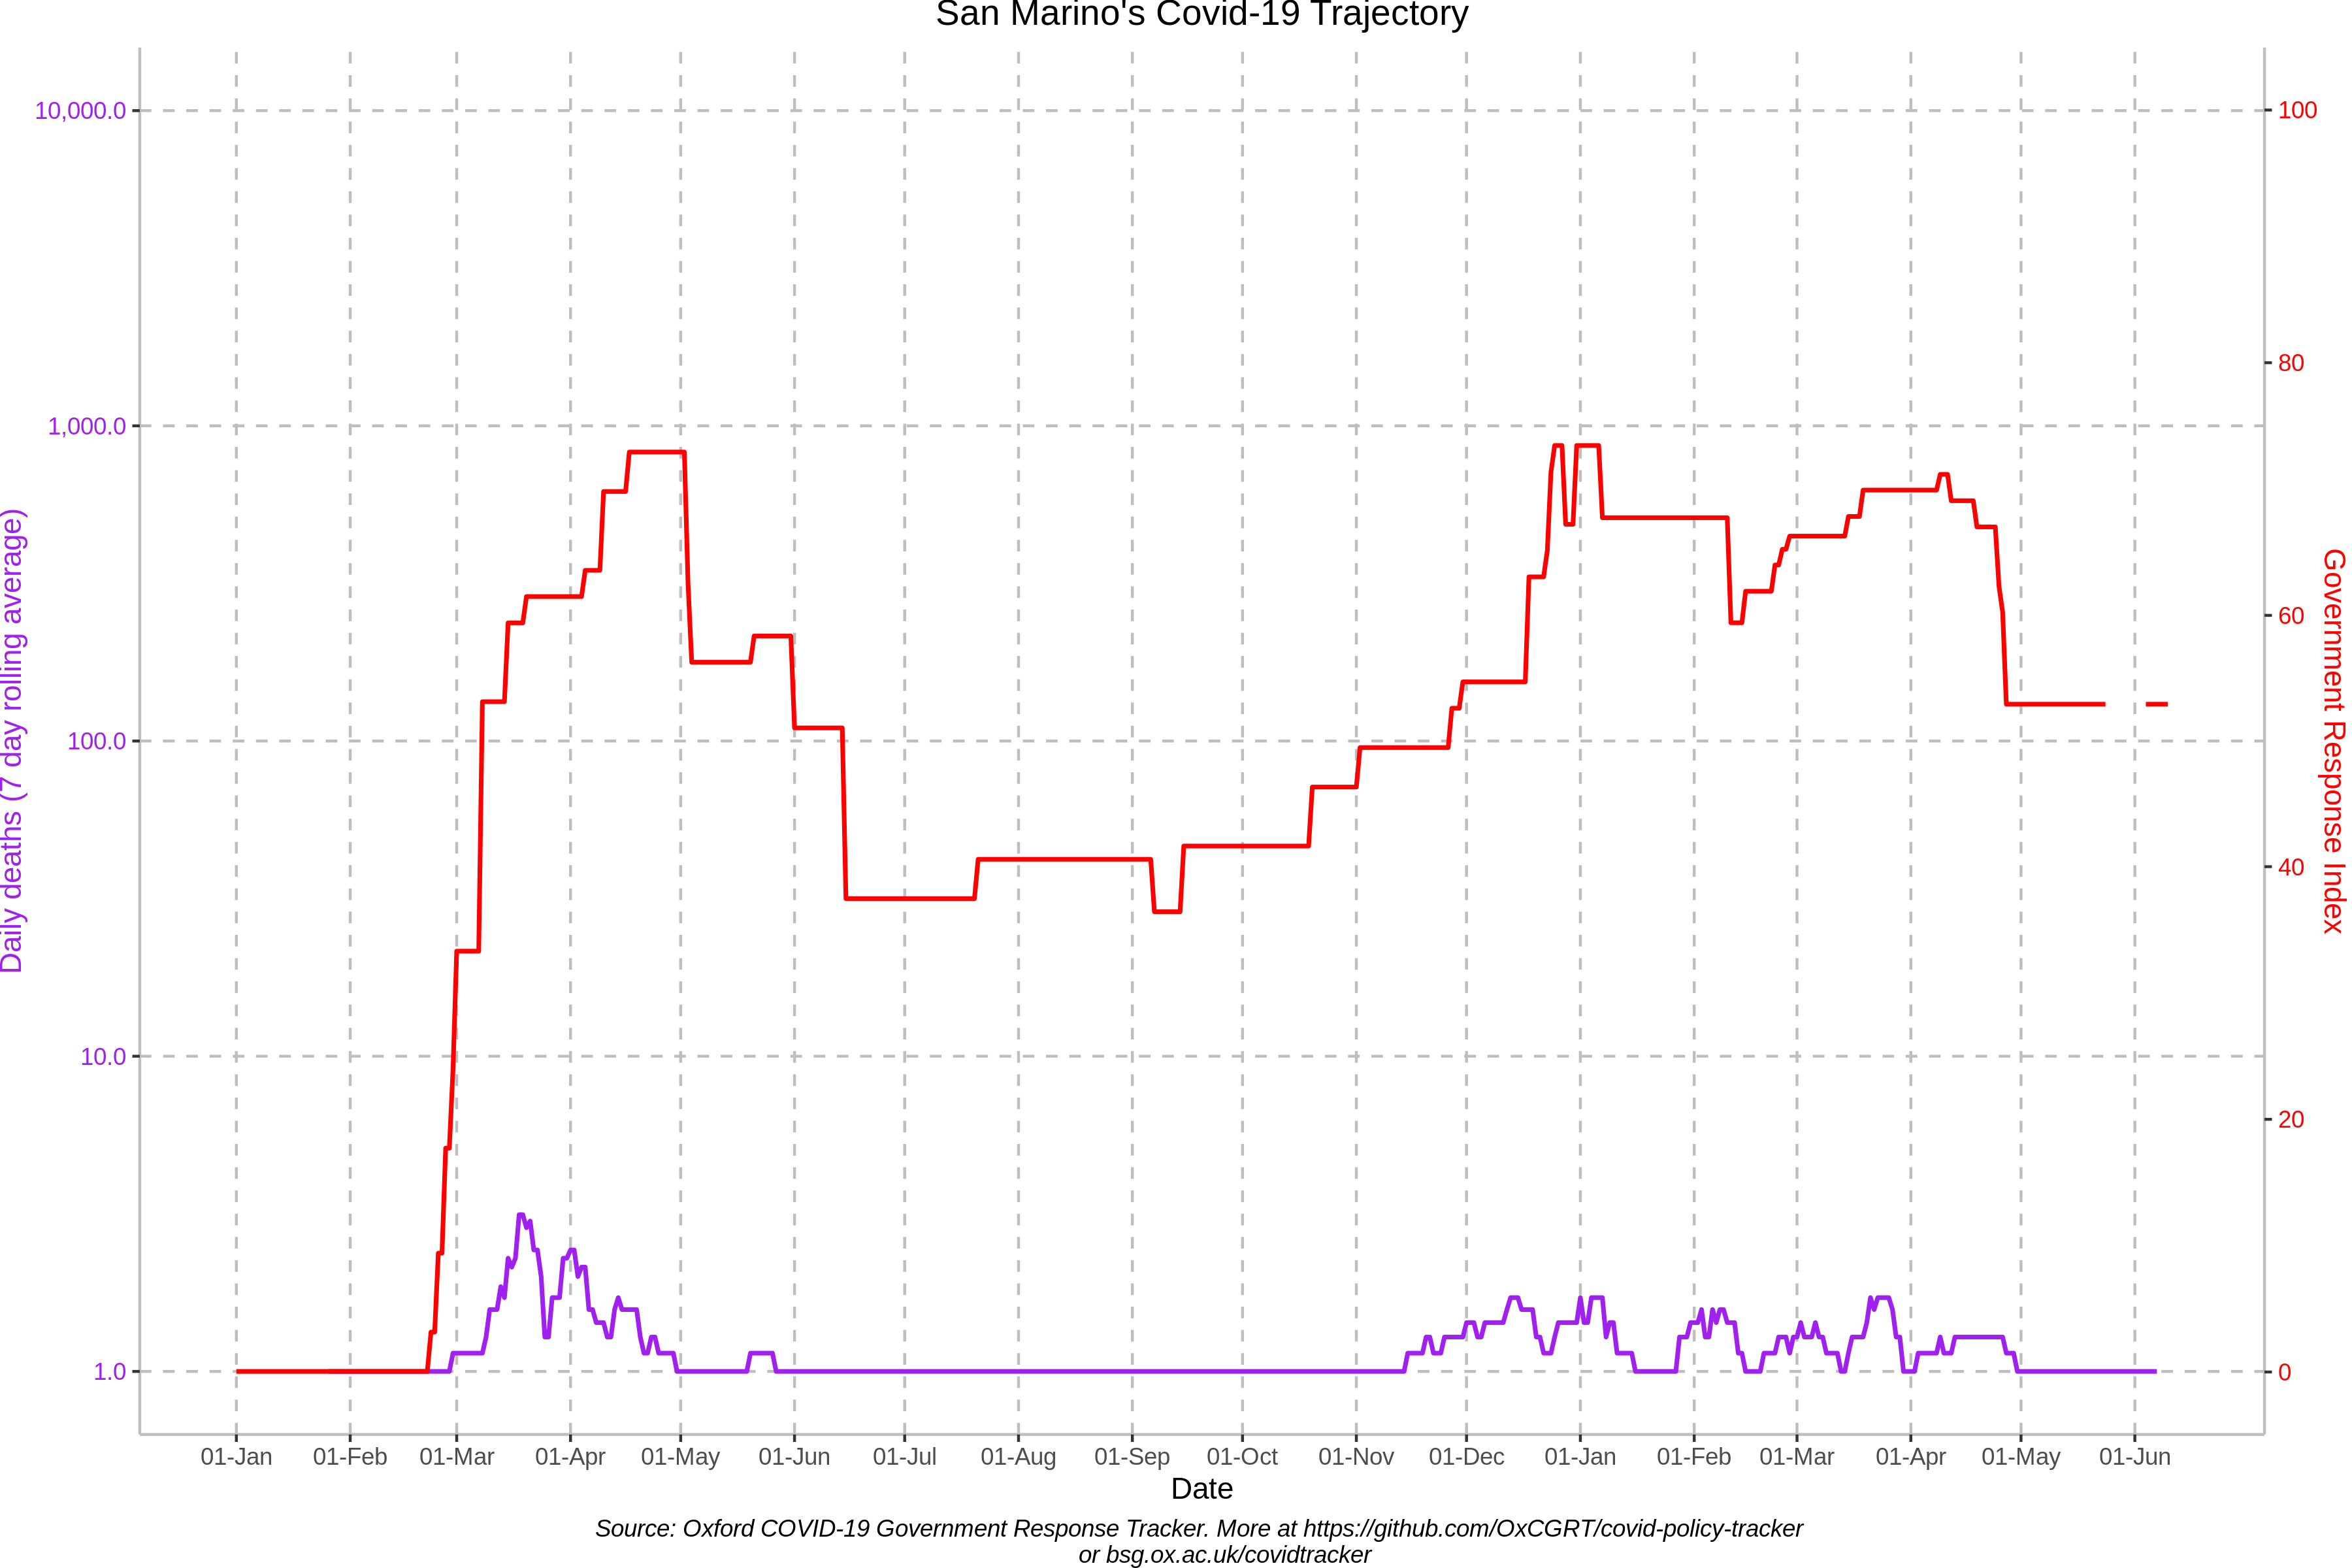 San Marino's Covid-19 Trajectory
Daily deaths (7 day rolling average)
10,000.0
1,000.0
100.0
10.0
1.0
100
80
60
40
20
0
Government Response Index
01-Jan 01-Feb 01-Mar 01-Apr 01-May 01-Jun 01-Jul 01-Aug 01-Sep 01-Oct 01-Nov 01-Dec 01-Jan 01-Feb 01-Mar 01-Apr 01-May 01-Jun
Date
Source: Oxford COVID-19 Government Response Tracker. More at https://github.com/OxCGRT/covid-policy-tracker
or bsg.ox.ac.uk/covidtracker